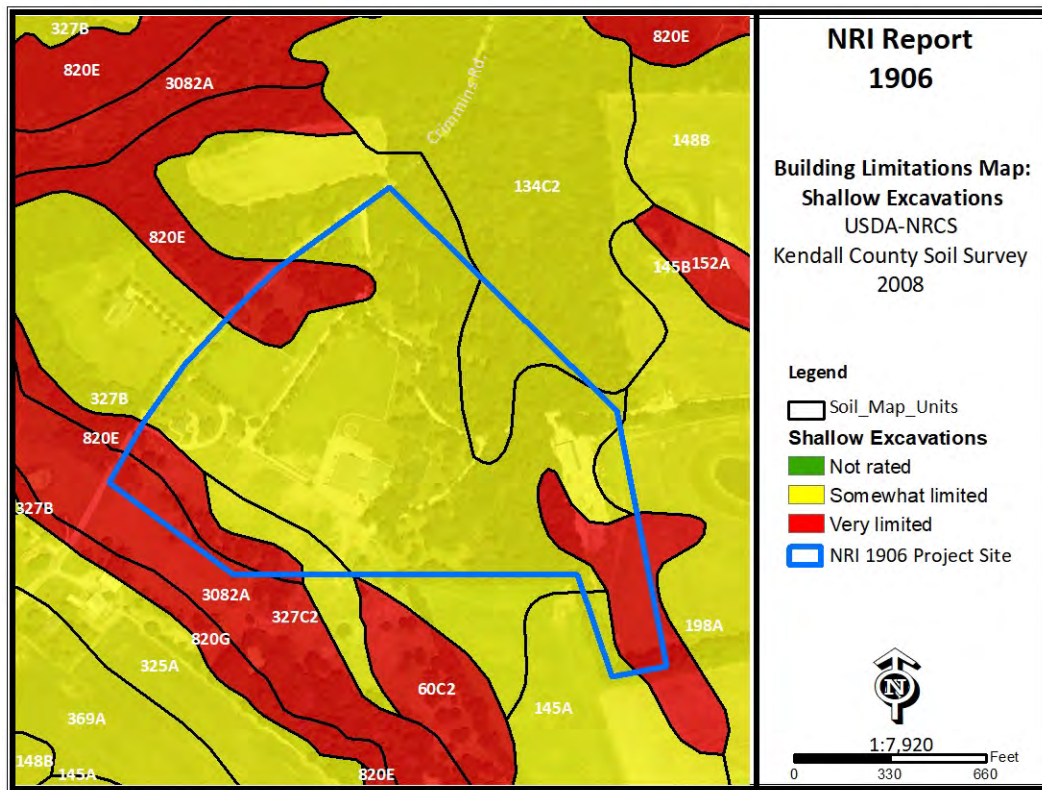 327B
820E
3082A
Crimmins Rd.
820E
148B
134C2
820E
145B
152A
327B
820E
327B
3082A
327C2
820G
325A
198A
60C2
369A
145A
148B
145A
820E
NRI Report
1906
Building Limitations Map:
Shallow Excavations
USDA-NRCS
Kendall County Soil Survey
2008
Legend
Soil_Map_Units
Shallow Excavations
Not rated
Somewhat limited
Very limited
NRI 1906 Project Site
N
1:7,920
Feet
0 330 660